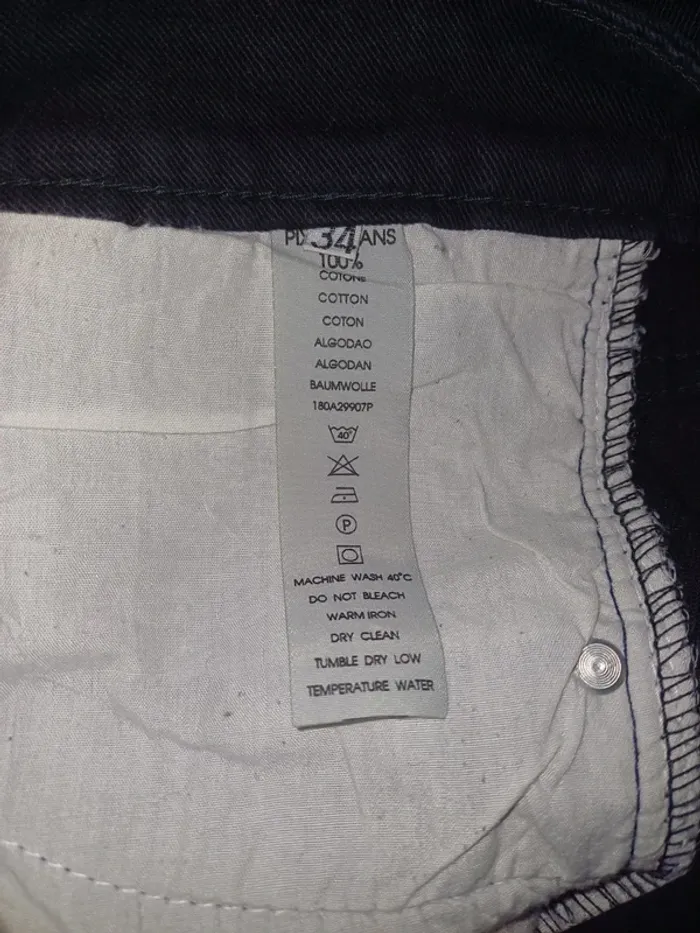 34
ANS
100%
COTONE
COTTON
COTON
ALGODAO
ALGODAN
BAUMWOLLE
180A29907P
40°
P
MACHINE WASH 40°C
DO NOT BLEACH
WARM IRON
DRY CLEAN
TUMBLE DRY LOW
TEMPERATURE WATER